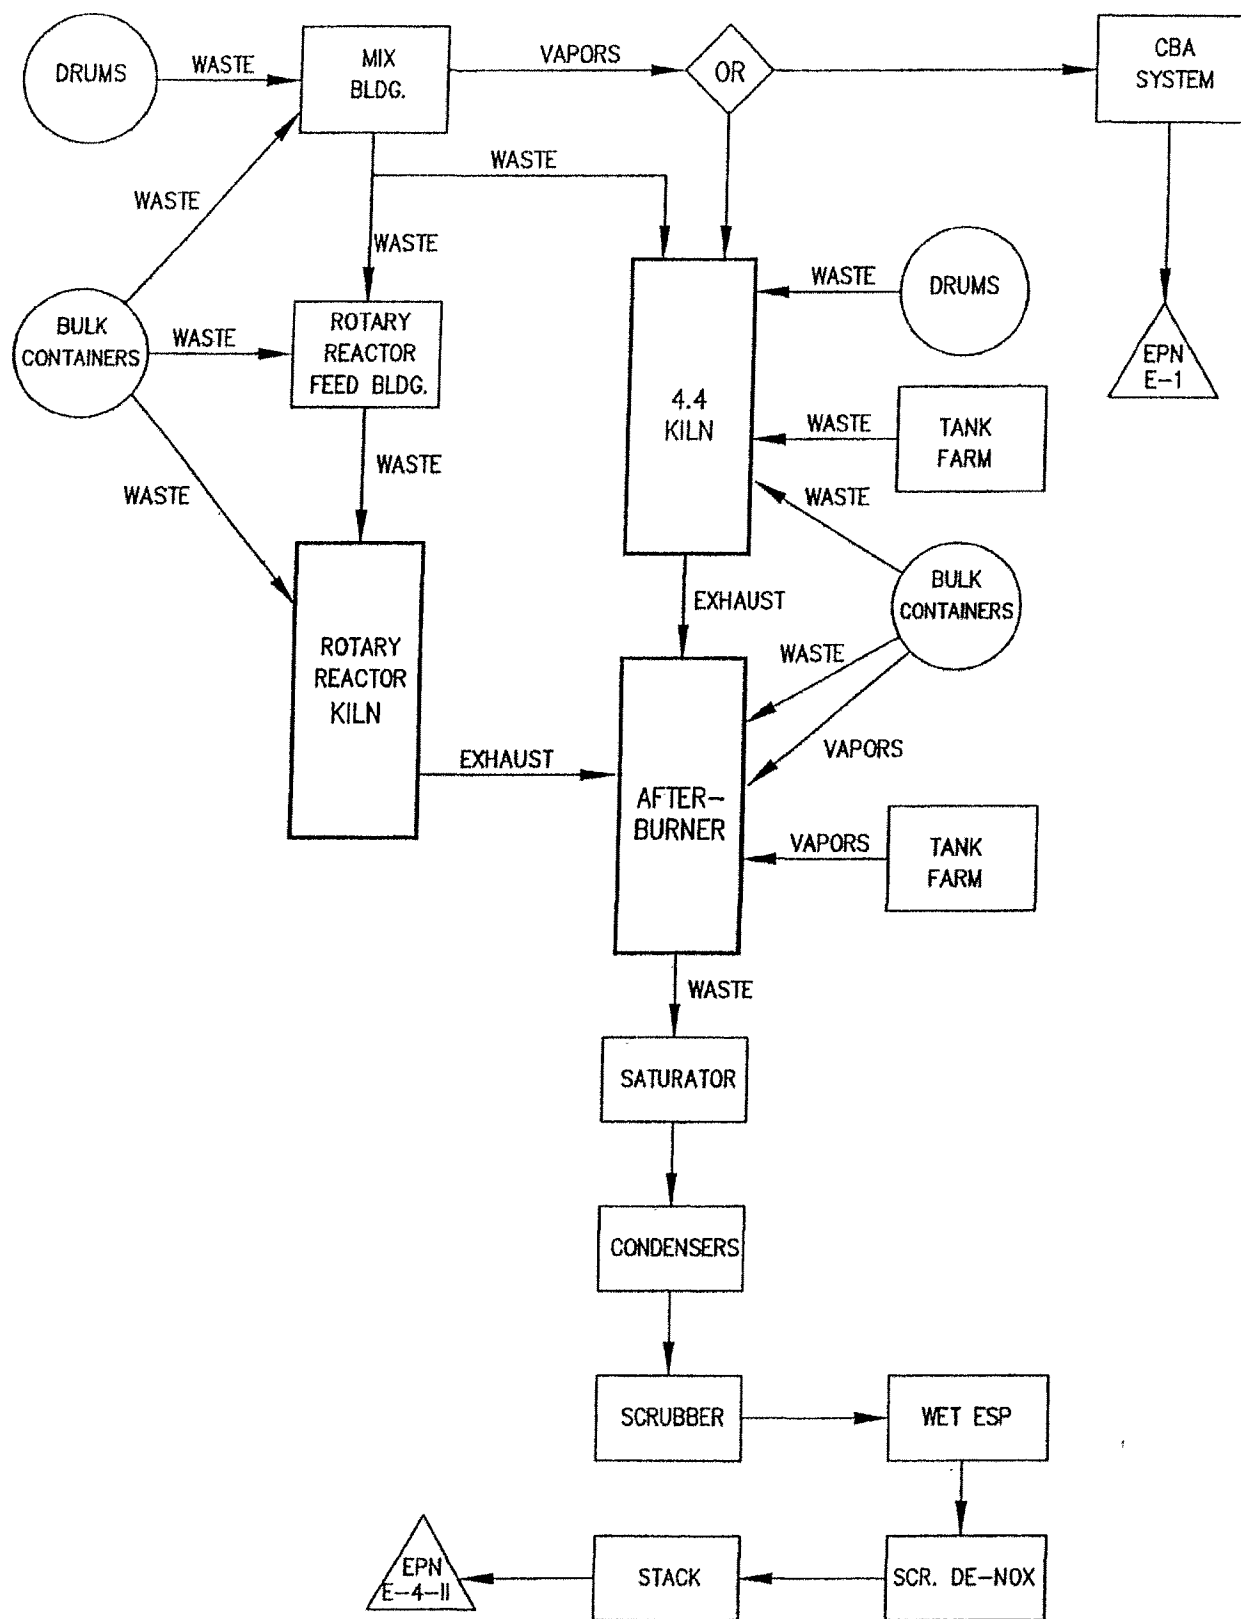 DRUMS
WASTE
MIX
BLDG.
VAPORS
OR
CBA
SYSTEM
WASTE
WASTE
WASTE
WASTE
DRUMS
BULK
CONTAINERS
WASTE
ROTARY
REACTOR
FEED BLDG.
EPN
E-1
4.4
KILN
WASTE
TANK
FARM
WASTE
WASTE
WASTE
BULK
CONTAINERS
EXHAUST
ROTARY
REACTOR
KILN
WASTE
VAPORS
EXHAUST
AFTER-
BURNER
VAPORS
TANK
FARM
WASTE
SATURATOR
CONDENSERS
SCRUBBER
WET ESP
EPN
E-4-II
STACK
SCR. DE-NOX